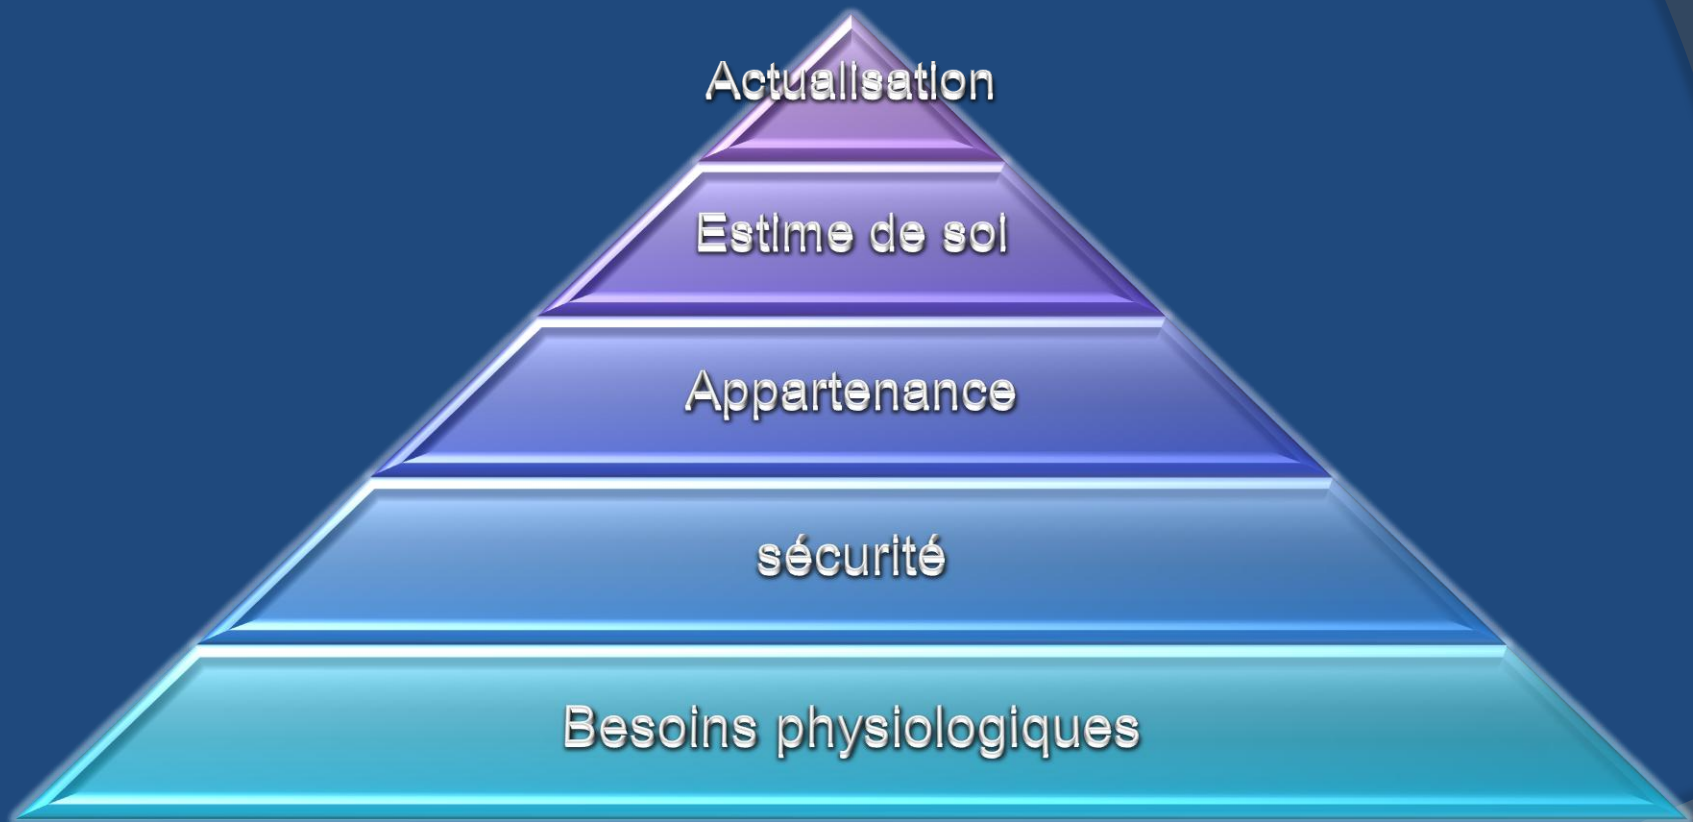 Actualisation
Estime de soi
Appartenance
sécurité
Besoins physiologiques